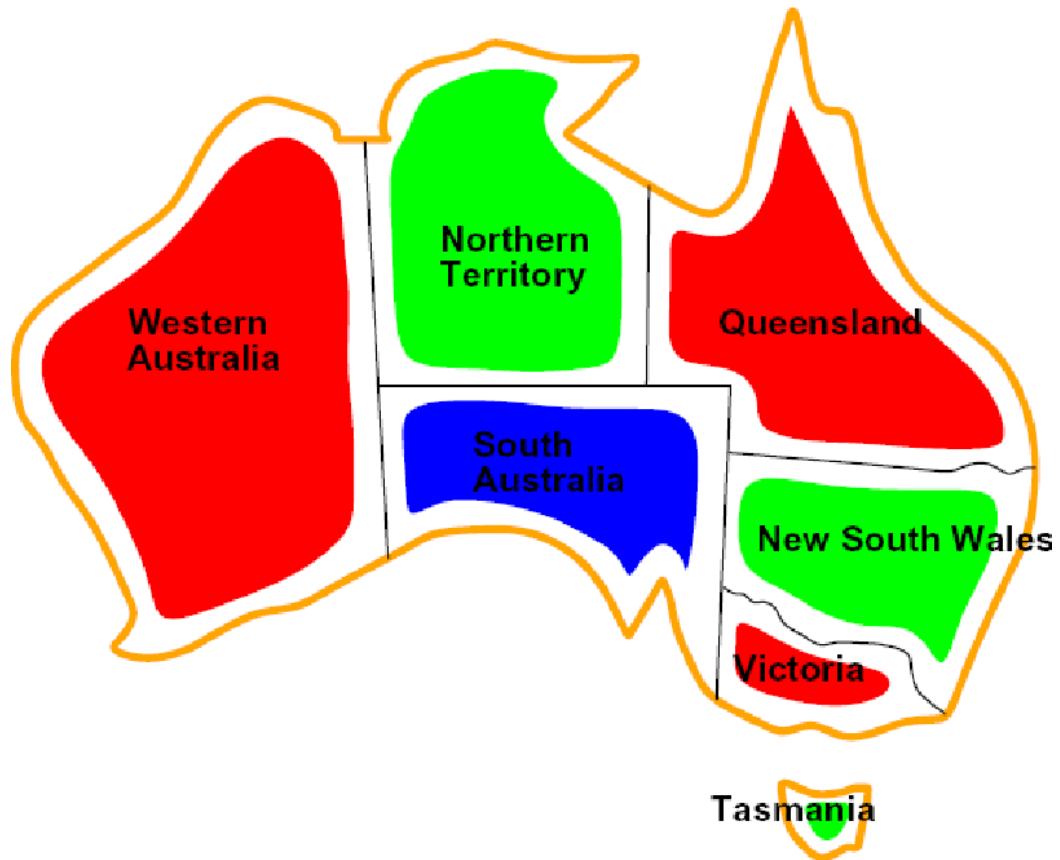 Northern
Territory
Western
Australia
Queensland
South
Australia
New South Wales
Victoria
Tasmania